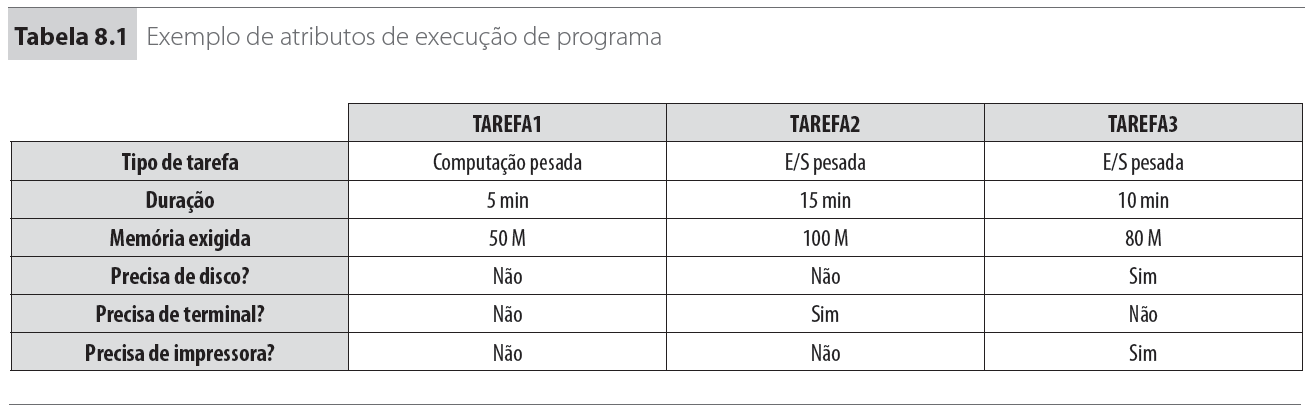 Tabela 8.1 Exemplo de atributos de execução de programa
TAREFA1 TAREFA2 TAREFA3
Tipo de tarefa Computação pesada E/S pesada E/S pesada
Duração 5 min 15 min 10 min
Memória exigida 50 M 100 M 80 M
Precisa de disco? Não Não Sim
Precisa de terminal? Não Sim Não
Precisa de impressora? Não Não Sim